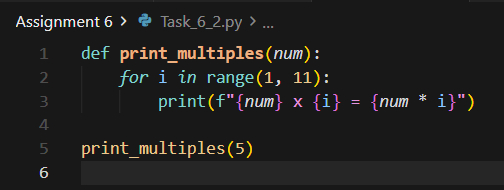 Assignment 6 > Task_6_2.py > ...
1 def print_multiples(num):
2     for i in range(1, 11):
3         print(f"{num} x {i} = {num * i}")
4
5 print_multiples(5)
6